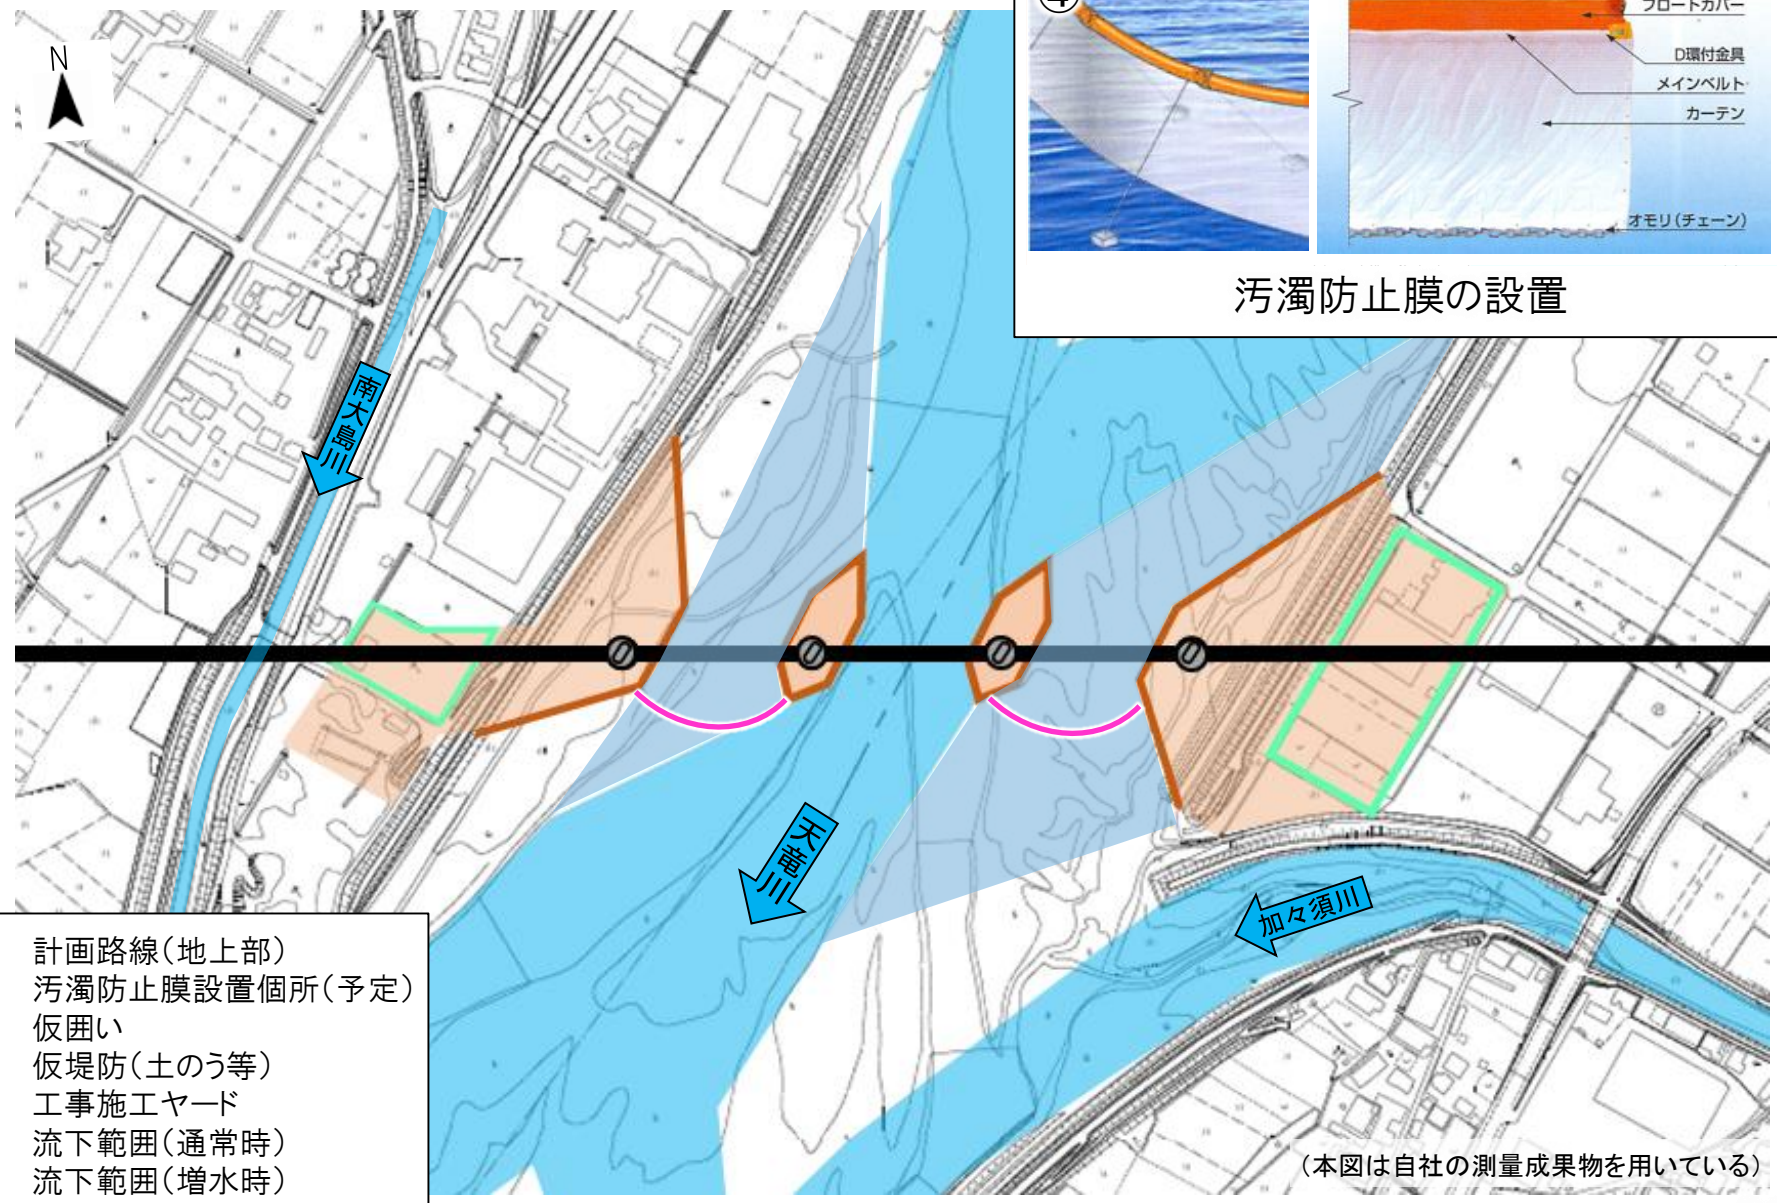 N
④
フロートカバー
D環付金具
メインベルト
カーテン
オモリ(チェーン)
汚濁防止膜の設置
南大島川
天竜川
加々須川
計画路線(地上部)
汚濁防止膜設置個所(予定)
仮囲い
仮堤防(土のう等)
工事施工ヤード
流下範囲(通常時)
流下範囲(増水時)
(本図は自社の測量成果物を用いている)